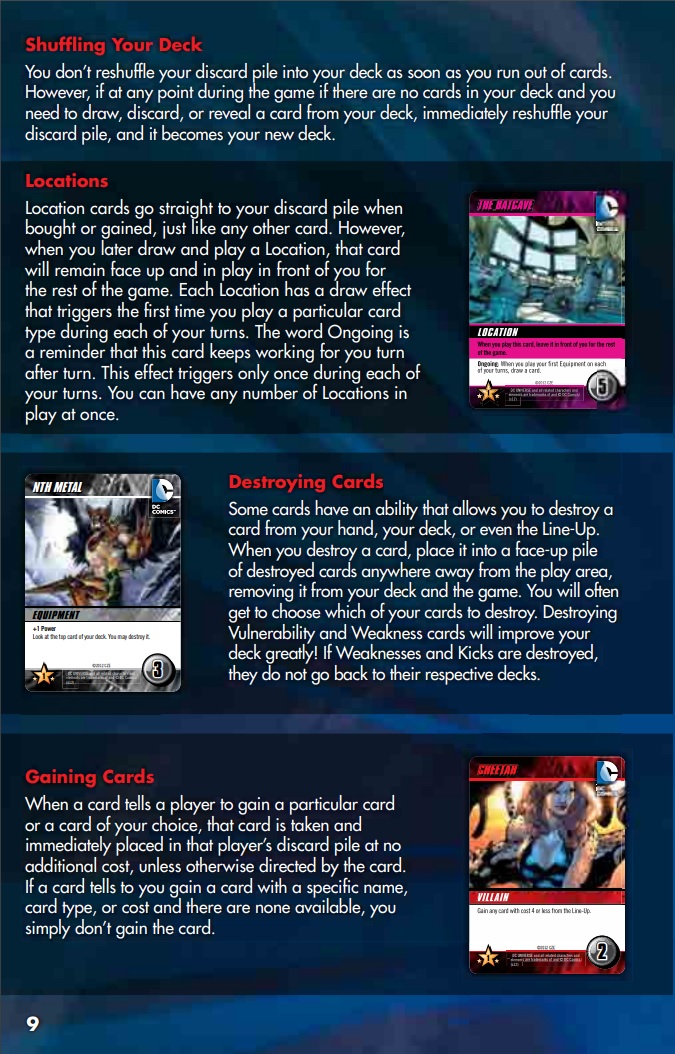 Shuffling Your Deck
You don't reshuffle your discard pile into your deck as soon as you run out of cards.
However, if at any point during the game if there are no cards in your deck and you
need to draw, discard, or reveal a card from your deck, immediately reshuffle your
discard pile, and it becomes your new deck.
Locations
Location cards go straight to your discard pile when
bought or gained, just like any other card. However,
when you later draw and play a Location, that card
will remain face up and in play in front of you for
the rest of the game. Each Location has a draw effect
that triggers the first time you play a particular card
type during each of your turns. The word Ongoing is
a reminder that this card keeps working for you turn
after turn. This effect triggers only once during each of
your turns. You can have any number of Locations in
play at once.
THE BATCAVE
LOCATION
When you play this card, leave it in front of you for the rest
of the game.
Ongoing: When you play your first Equipment on each
of your turns, draw a card.
1
5
NTH METAL
DC
COMICS™
EQUIPMENT
+1 Power
Look at the top card of your deck. You may destroy it.
1
3
Destroying Cards
Some cards have an ability that allows you to destroy a
card from your hand, your deck, or even the Line-Up.
When you destroy a card, place it into a face-up pile
of destroyed cards anywhere away from the play area,
removing it from your deck and the game. You will often
get to choose which of your cards to destroy. Destroying
Vulnerability and Weakness cards will improve your
deck greatly! If Weaknesses and Kicks are destroyed,
they do not go back to their respective decks.
Gaining Cards
When a card tells a player to gain a particular card
or a card of your choice, that card is taken and
immediately placed in that player's discard pile at no
additional cost, unless otherwise directed by the card.
If a card tells to you gain a card with a specific name,
card type, or cost and there are none available, you
simply don't gain the card.
CHEETAH
VILLAIN
Gain any card with cost 4 or less from the Line-Up.
1
2
9